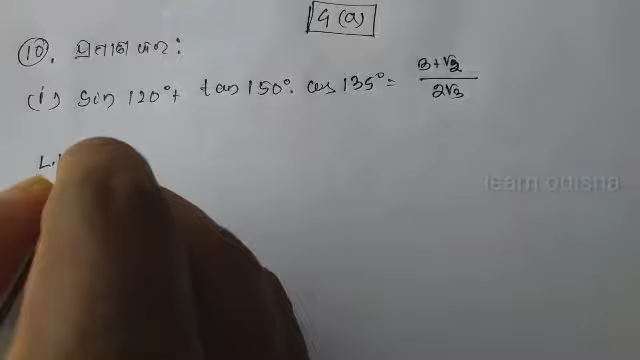 4 (a)
10. ପ୍ରମାଣ କର :
(i) Sin 120° + tan 150°. cos 135° = 3+√2 / 2√3
L.
learn odisha